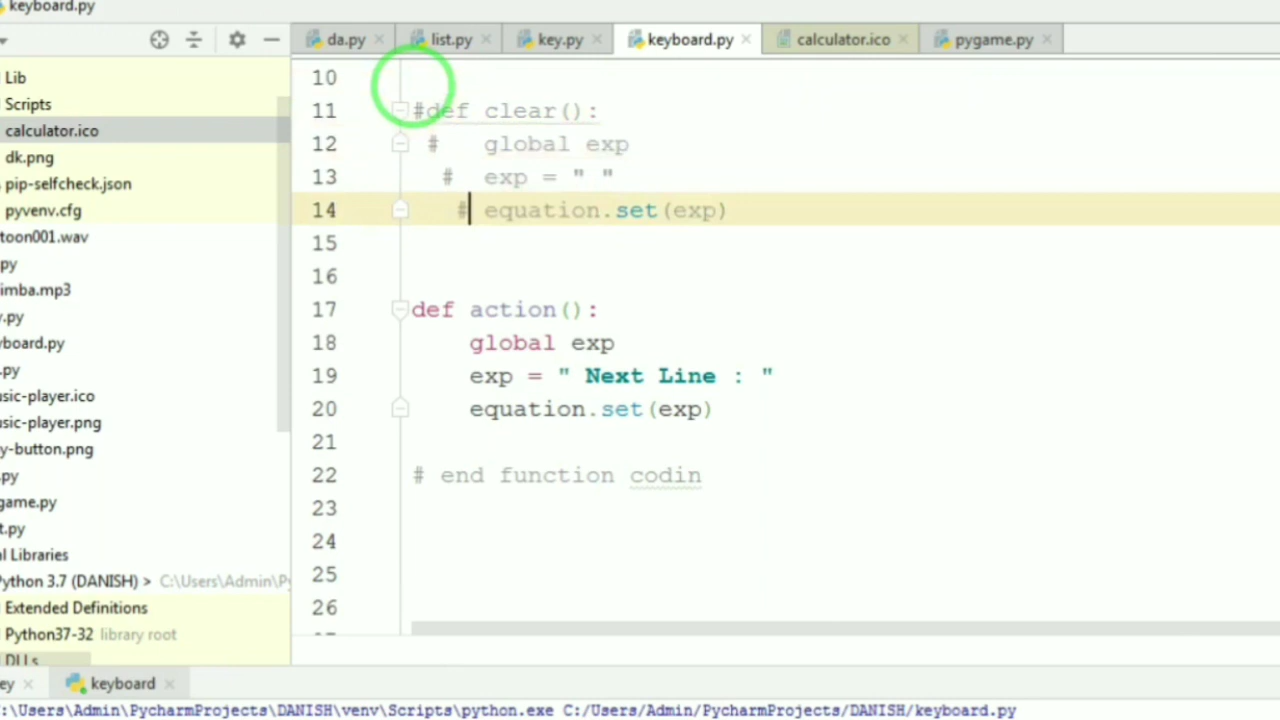 keyboard.py
da.py
list.py
key.py
keyboard.py
calculator.ico
pygame.py
Lib
Scripts
calculator.ico
dk.png
pip-selfcheck.json
pyvenv.cfg
toon001.wav
py
imba.mp3
.py
board.py
.py
sic-player.ico
sic-player.png
y-button.png
.py
game.py
t.py
al Libraries
Python 3.7 (DANISH) > C:\Users\Admin\P
Extended Definitions
Python37-32 library root
DLLs
10
11 #def clear():
12 # global exp
13 # exp = " "
14 # equation.set(exp)
15
16
17 def action():
18 global exp
19 exp = " Next Line : "
20 equation.set(exp)
21
22 # end function codin
23
24
25
26
ey
keyboard
:\Users\Admin\PycharmProjects\DANISH\venv\Scripts\python.exe C:/Users/Admin/PycharmProjects/DANISH/keyboard.py